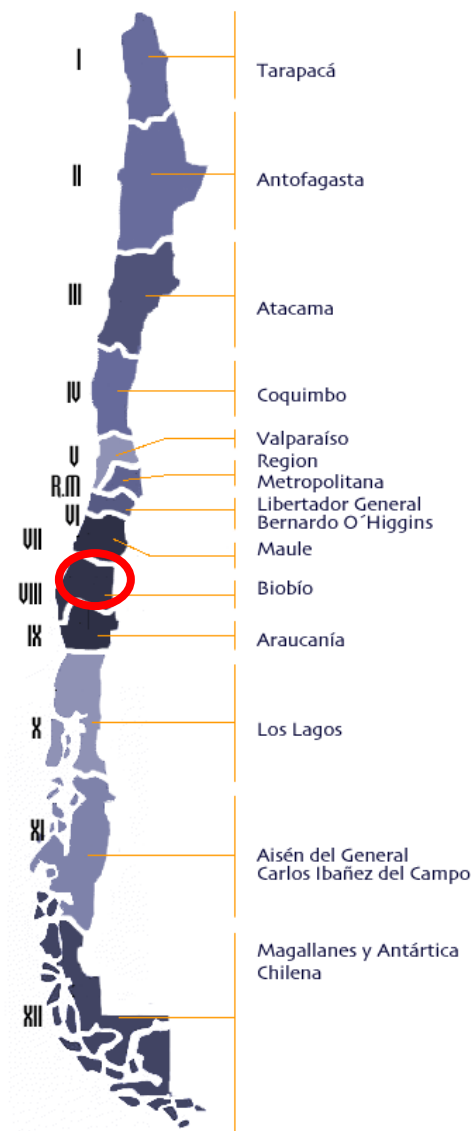 I
Tarapacá
II
Antofagasta
III
Atacama
IV
Coquimbo
V
Valparaíso
Region
R.M
Metropolitana
VI
Libertador General
Bernardo O´Higgins
VII
Maule
VIII
Biobío
IX
Araucanía
X
Los Lagos
XI
Aisén del General
Carlos Ibañez del Campo
XII
Magallanes y Antártica
Chilena